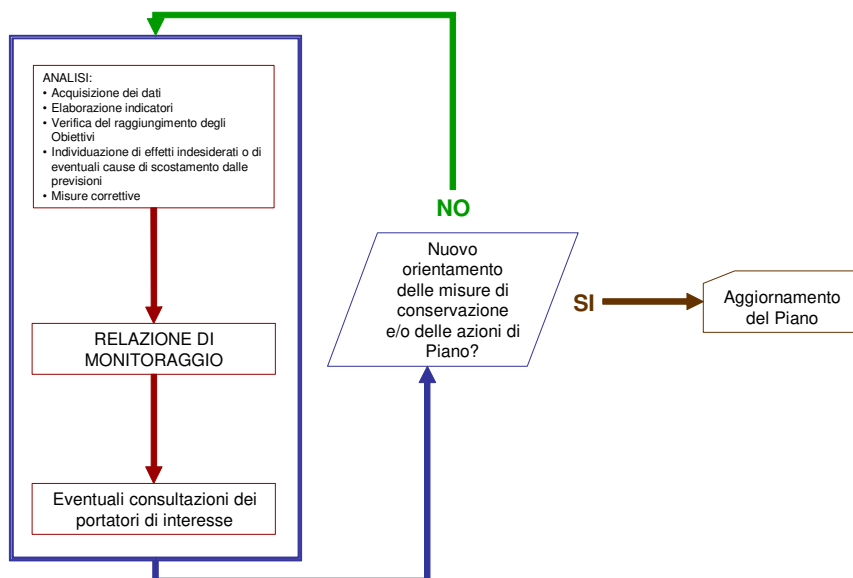 ANALISI:
• Acquisizione dei dati
• Elaborazione indicatori
• Verifica del raggiungimento degli
Obiettivi
• Individuazione di effetti indesiderati o di
eventuali cause di scostamento dalle
previsioni
• Misure correttive
RELAZIONE DI
MONITORAGGIO
Eventuali consultazioni dei
portatori di interesse
NO
Nuovo
orientamento
delle misure di
conservazione
e/o delle azioni di
Piano?
SI
Aggiornamento
del Piano